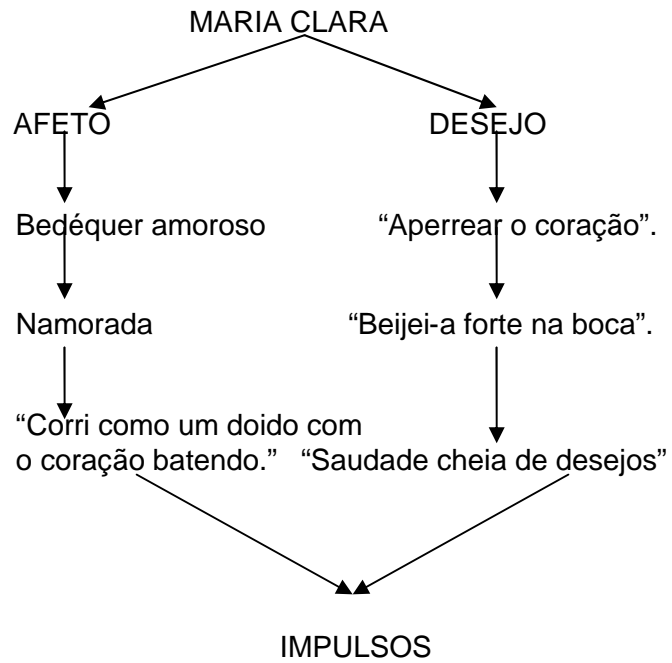 MARIA CLARA
AFETO DESEJO
Bedéquer amoroso “Aperrear o coração”.
Namorada “Beijei-a forte na boca”.
“Corri como um doido com
o coração batendo.” “Saudade cheia de desejos”
IMPULSOS